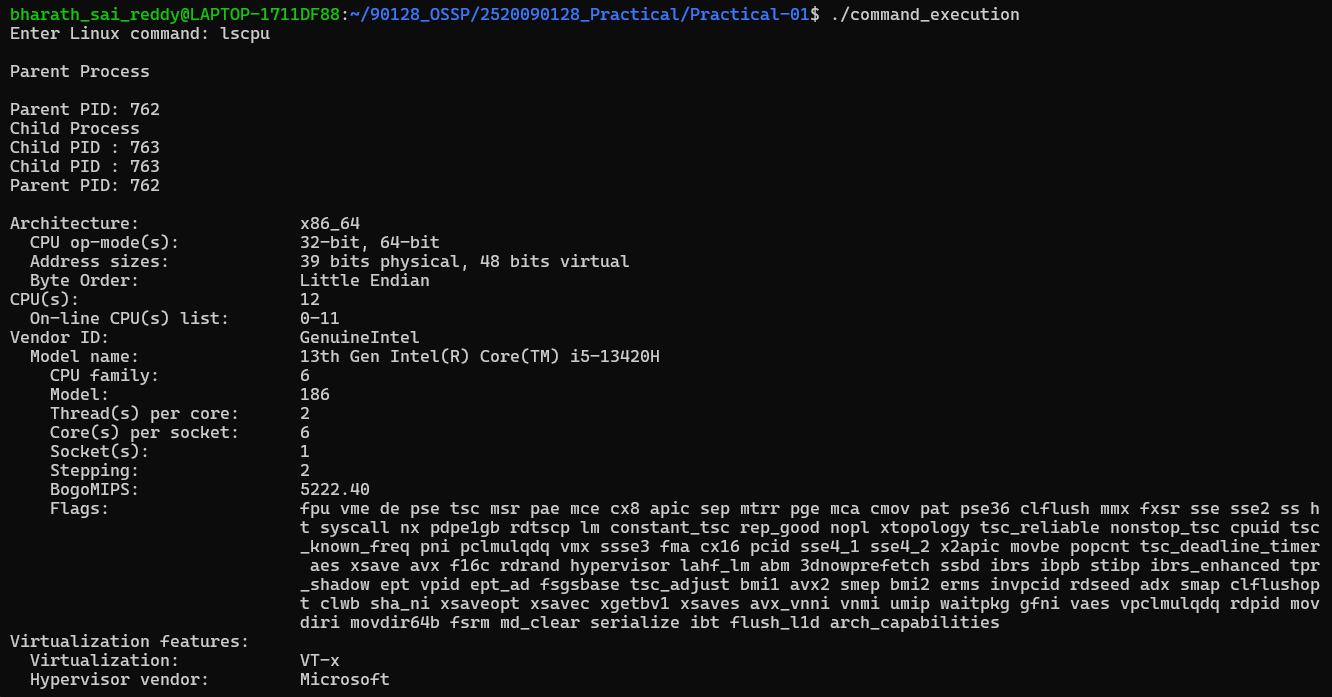 bharath_sai_reddy@LAPTOP-1711DF88:~/90128_OSSP/2520090128_Practical/Practical-01$ ./command_execution
Enter Linux command: lscpu
Parent Process
Parent PID: 762
Child Process
Child PID : 763
Child PID : 763
Parent PID: 762
Architecture: x86_64
CPU op-mode(s): 32-bit, 64-bit
Address sizes: 39 bits physical, 48 bits virtual
Byte Order: Little Endian
CPU(s): 12
On-line CPU(s) list: 0-11
Vendor ID: GenuineIntel
Model name: 13th Gen Intel(R) Core(TM) i5-13420H
CPU family: 6
Model: 186
Thread(s) per core: 2
Core(s) per socket: 6
Socket(s): 1
Stepping: 2
BogoMIPS: 5222.40
Flags: fpu vme de pse tsc msr pae mce cx8 apic sep mtrr pge mca cmov pat pse36 clflush mmx fxsr sse sse2 ss h
t syscall nx pdpe1gb rdtscp lm constant_tsc rep_good nopl xtopology tsc_reliable nonstop_tsc cpuid tsc
_known_freq pni pclmulqdq vmx ssse3 fma cx16 pcid sse4_1 sse4_2 x2apic movbe popcnt tsc_deadline_timer
aes xsave avx f16c rdrand hypervisor lahf_lm abm 3dnowprefetch ssbd ibrs ibpb stibp ibrs_enhanced tpr
_shadow ept vpid ept_ad fsgsbase tsc_adjust bmi1 avx2 smep bmi2 erms invpcid rdseed adx smap clflushop
t clwb sha_ni xsaveopt xsavec xgetbv1 xsaves avx_vnni vnmi umip waitpkg gfni vaes vpclmulqdq rdpid mov
diri movdir64b fsrm md_clear serialize ibt flush_l1d arch_capabilities
Virtualization features:
Virtualization: VT-x
Hypervisor vendor: Microsoft